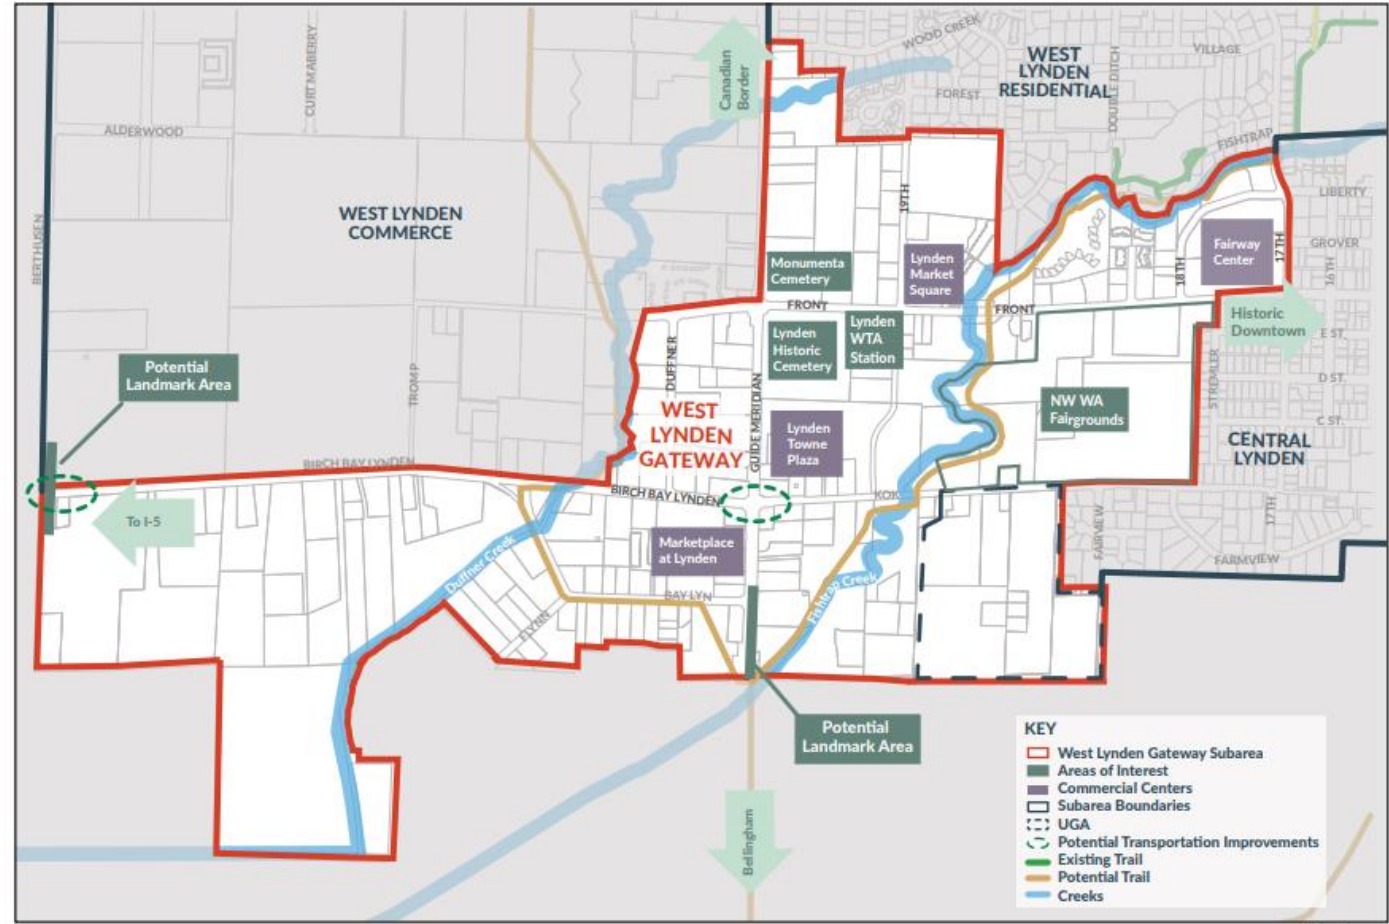 WOOD CREEK
WEST
LYNDEN
RESIDENTIAL
VILLAGE
CURT MABERRY
Canadian
Border
FOREST
DOUBLE DITCH
ALDERWOOD
FISHTRAP
LIBERTY
BERTHUSEN
WEST LYNDEN
COMMERCE
19TH
Fairway
Center
17TH
GROVER
16TH
18TH
Monumenta
Cemetery
Lynden
Market
Square
FRONT
FRONT
Historic
Downtown
E ST.
Lynden
Historic
Cemetery
Lynden
WTA
Station
DUFFNER
Potential
Landmark Area
TROMP
GUIDE MERIDIAN
STREMLER
D ST.
NW WA
Fairgrounds
C ST.
WEST
LYNDEN
GATEWAY
Lynden
Towne
Plaza
CENTRAL
LYNDEN
BIRCH BAY LYNDEN
BIRCH BAY LYNDEN
KOK
To I-5
FAIRVIEW
17TH
Marketplace
at Lynden
FARMVIEW
Duffner Creek
Fishtrap Creek
BAY LYN
FLYNN
Potential
Landmark Area
Bellingham
KEY
West Lynden Gateway Subarea
Areas of Interest
Commercial Centers
Subarea Boundaries
UGA
Potential Transportation Improvements
Existing Trail
Potential Trail
Creeks